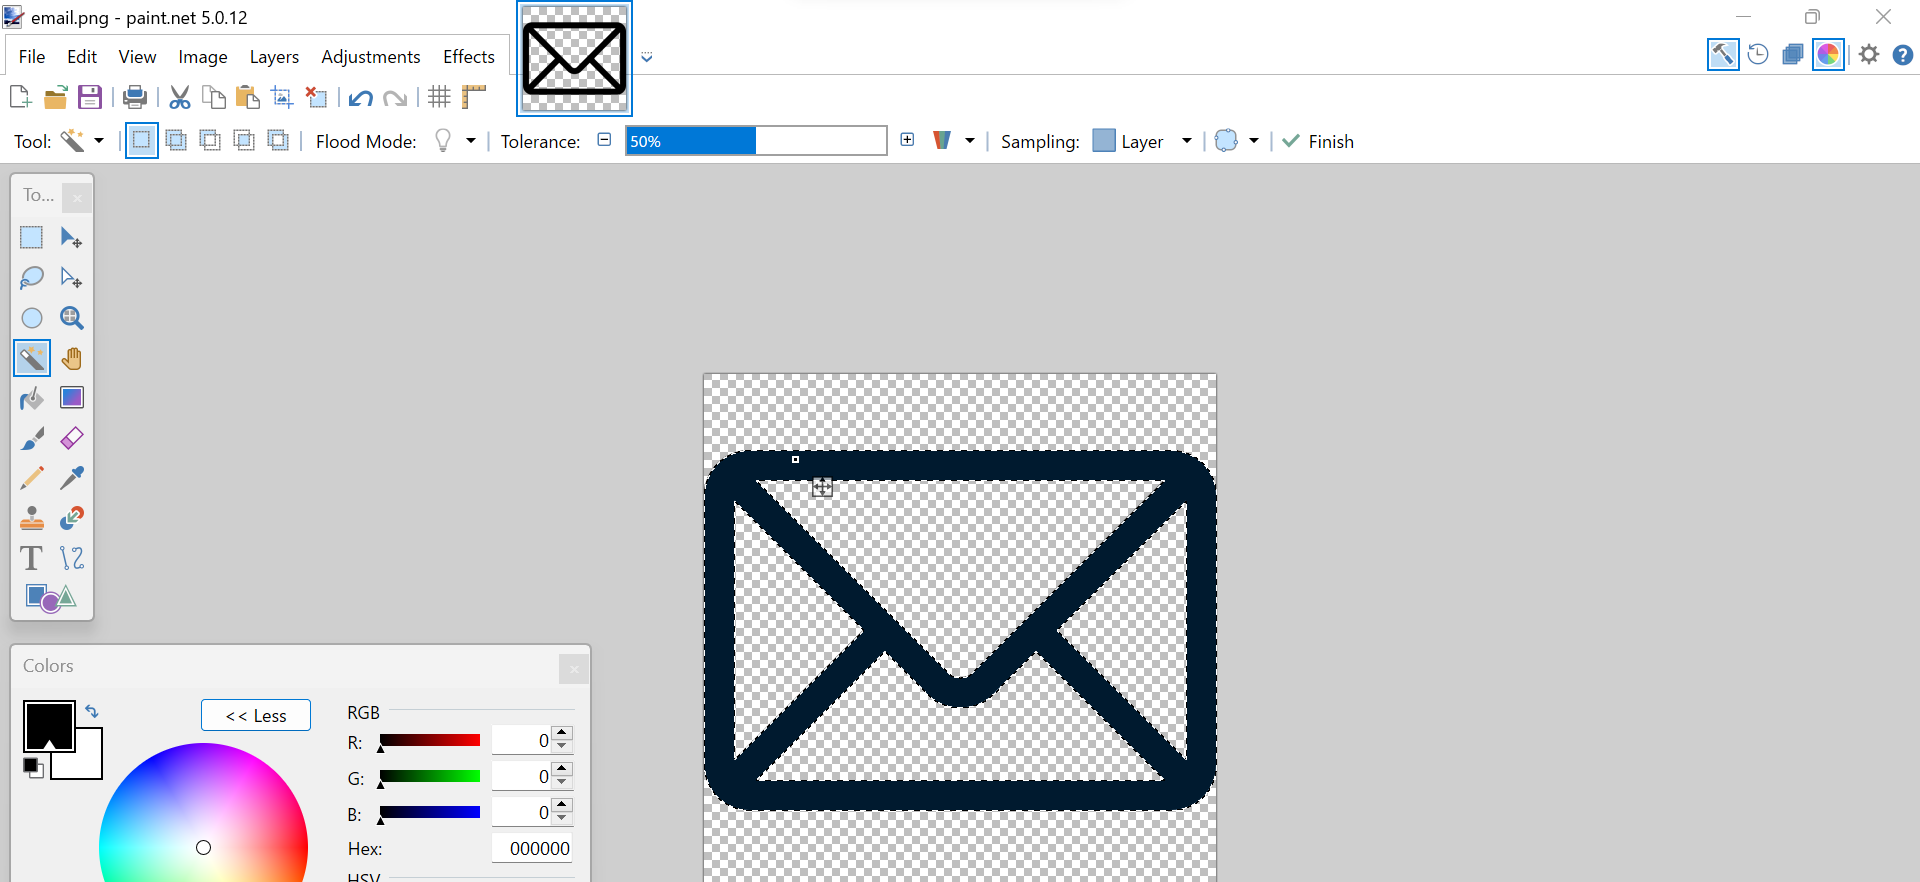 email.png - paint.net 5.0.12
File Edit View Image Layers Adjustments Effects
Tool: Flood Mode: Tolerance: 50% Sampling: Layer Finish
To...
T
Colors
<< Less
RGB
R: 0
G: 0
B: 0
Hex: 000000
HSV